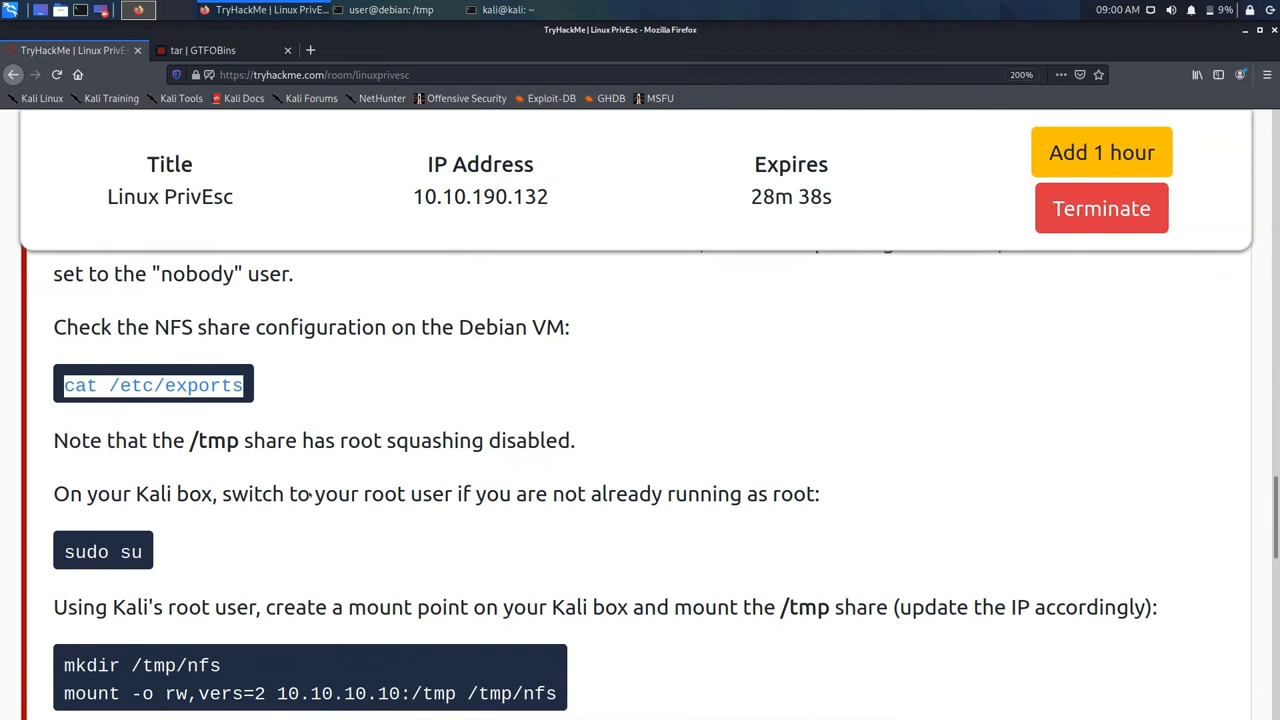 TryHackMe | Linux PrivE...
user@debian: /tmp
kali@kali: ~
09:00 AM
9%
TryHackMe | Linux PrivEsc - Mozilla Firefox
TryHackMe | Linux PrivEs
tar | GTFOBins
https://tryhackme.com/room/linuxprivesc
200%
Kali Linux
Kali Training
Kali Tools
Kali Docs
Kali Forums
NetHunter
Offensive Security
Exploit-DB
GHDB
MSFU
Title
IP Address
Expires
Add 1 hour
Linux PrivEsc
10.10.190.132
28m 38s
Terminate
set to the "nobody" user.
Check the NFS share configuration on the Debian VM:
cat /etc/exports
Note that the /tmp share has root squashing disabled.
On your Kali box, switch to your root user if you are not already running as root:
sudo su
Using Kali's root user, create a mount point on your Kali box and mount the /tmp share (update the IP accordingly):
mkdir /tmp/nfs
mount -o rw,vers=2 10.10.10.10:/tmp /tmp/nfs